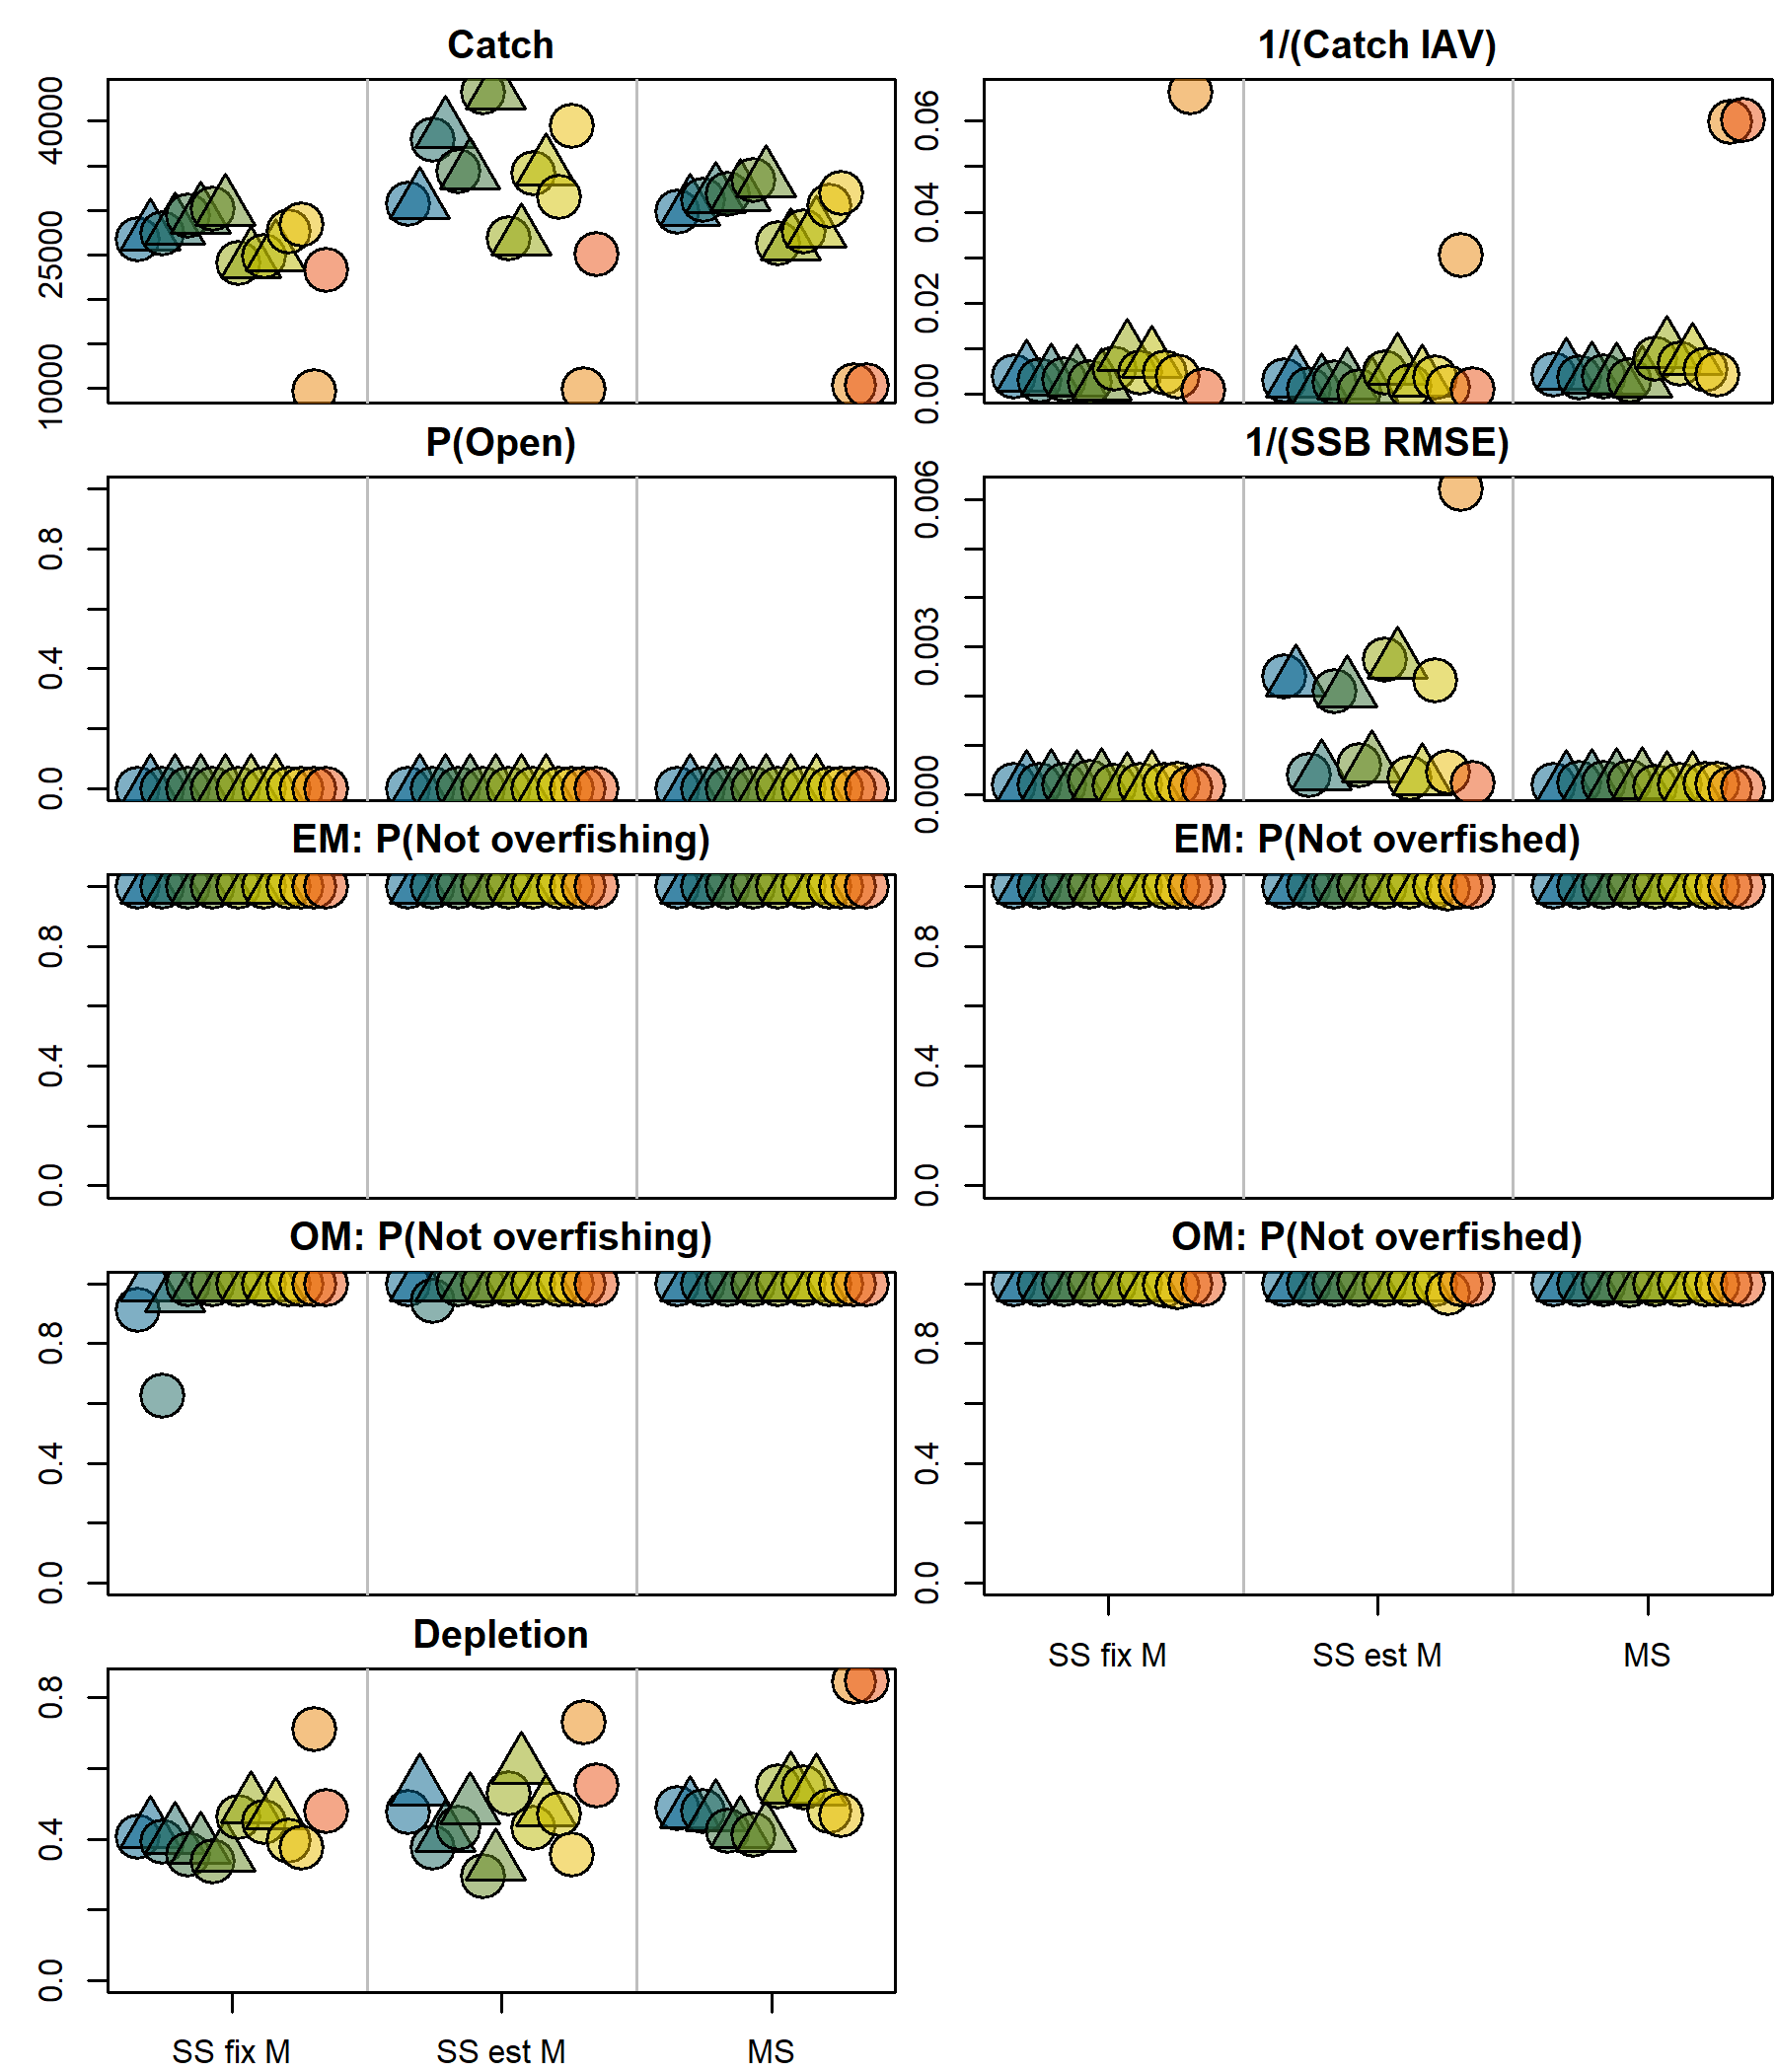 Catch
10000 25000 40000
1/(Catch IAV)
0.00 0.02 0.04 0.06
P(Open)
0.0 0.4 0.8
1/(SSB RMSE)
0.000 0.003 0.006
EM: P(Not overfishing)
0.0 0.4 0.8
EM: P(Not overfished)
0.0 0.4 0.8
OM: P(Not overfishing)
0.0 0.4 0.8
OM: P(Not overfished)
0.0 0.4 0.8
SS fix M SS est M MS
Depletion
0.0 0.4 0.8
SS fix M SS est M MS